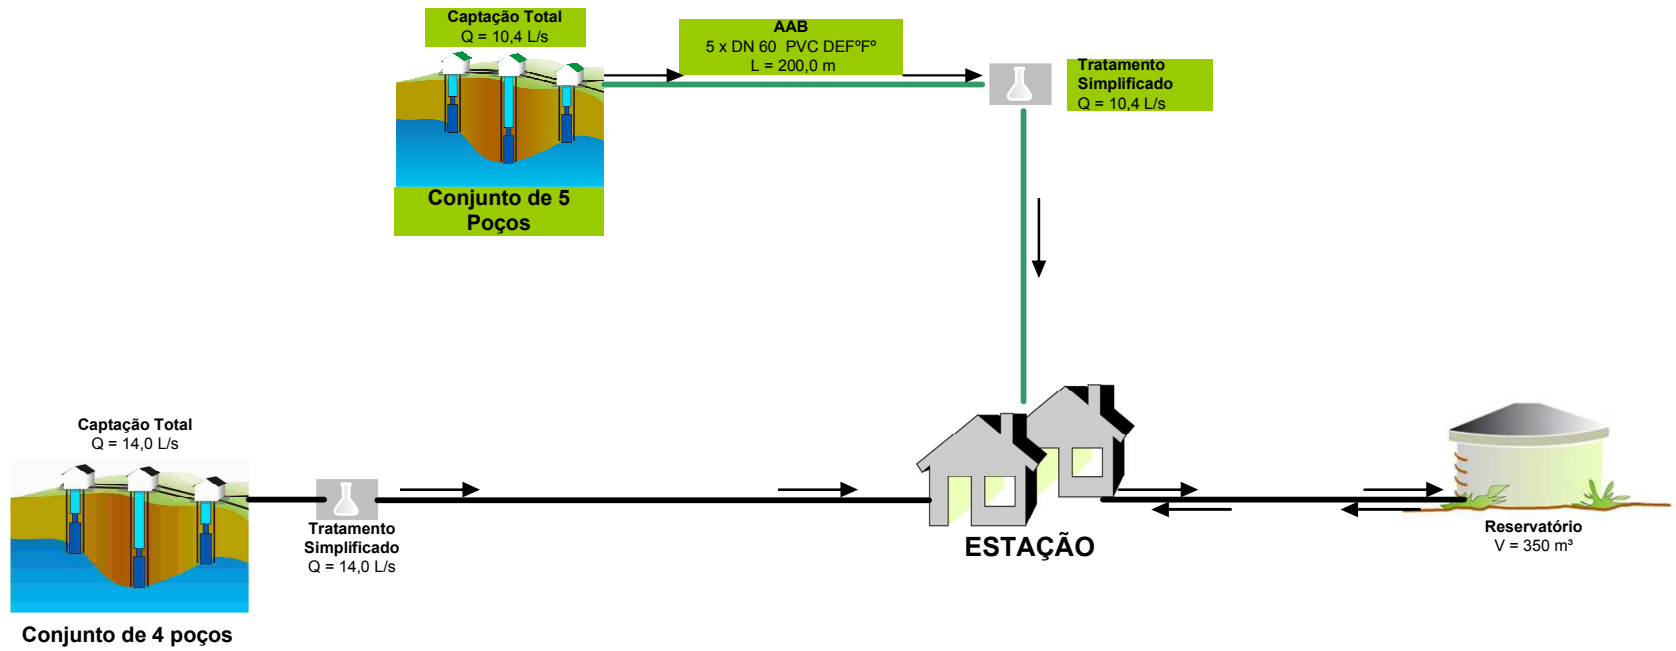 Captação Total
Q = 10,4 L/s
AAB
5 x DN 60  PVC DEFºFº
L = 200,0 m
Tratamento
Simplificado
Q = 10,4 L/s
Conjunto de 5
Poços
Captação Total
Q = 14,0 L/s
Tratamento
Simplificado
Q = 14,0 L/s
Conjunto de 4 poços
ESTAÇÃO
Reservatório
V = 350 m³